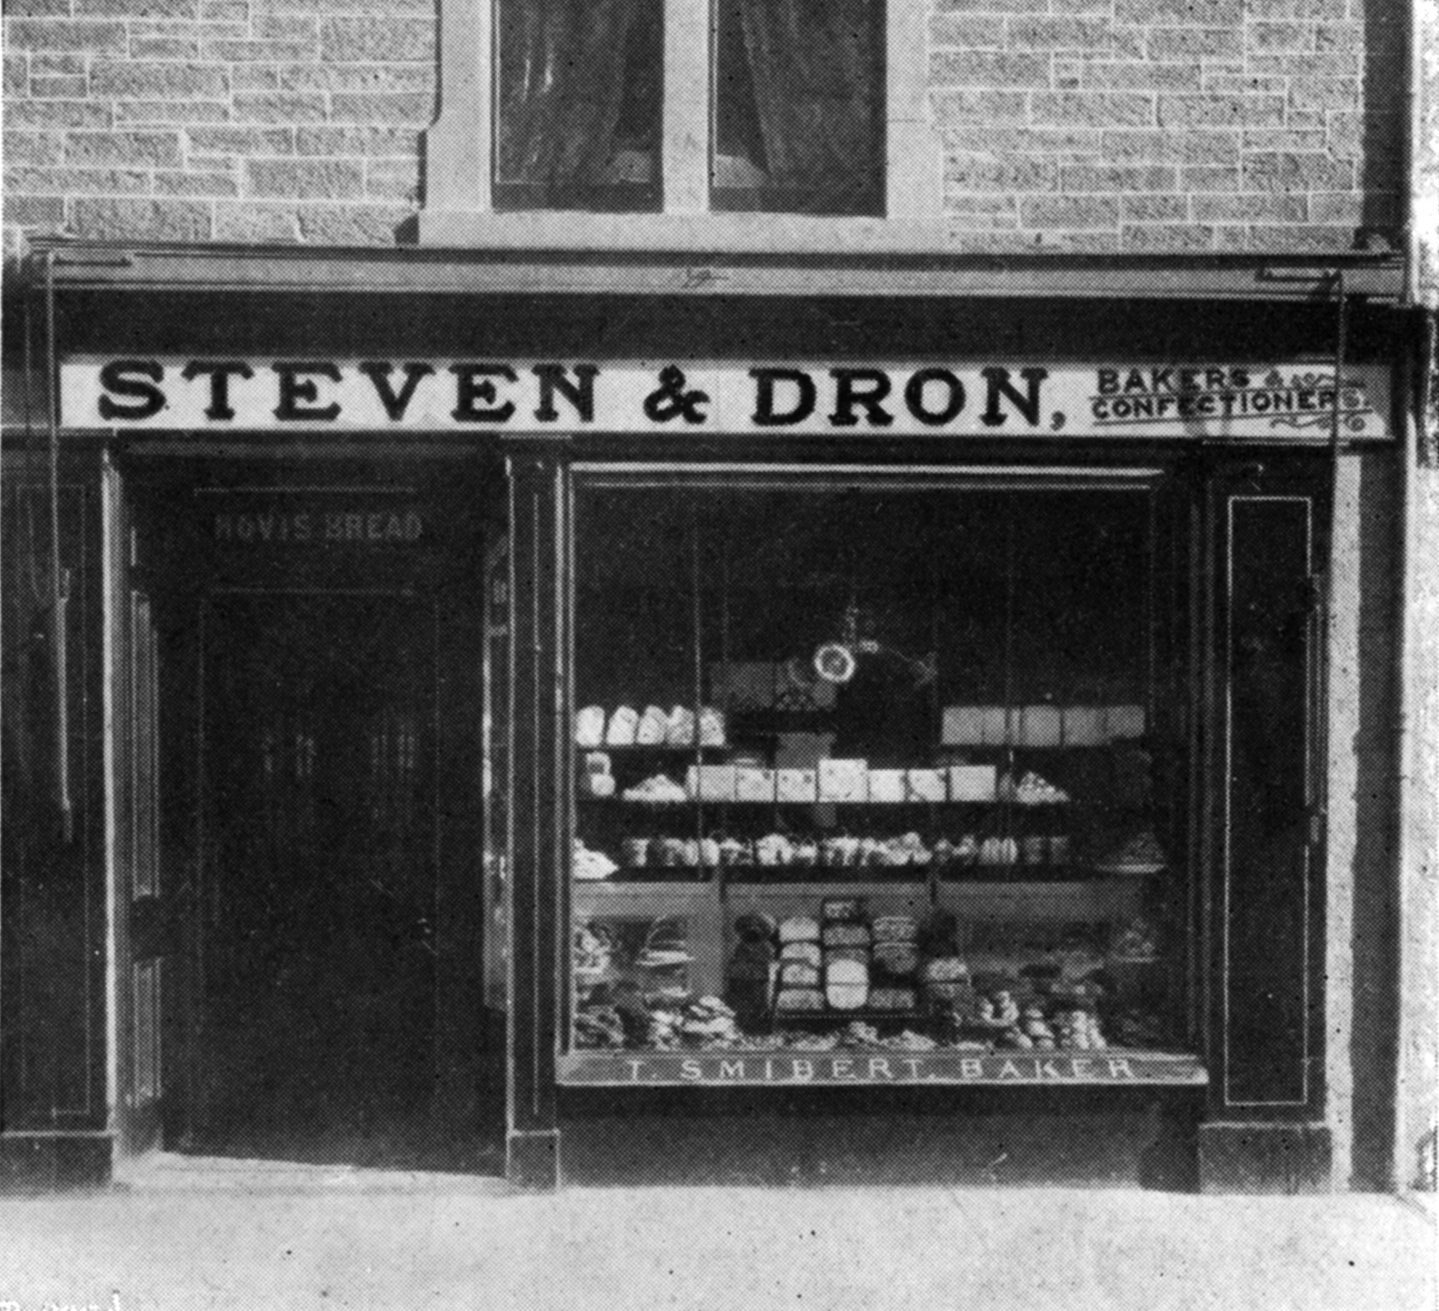 STEVEN & DRON,
BAKERS &
CONFECTIONERS.
HOVIS BREAD
T. SMIBERT, BAKER